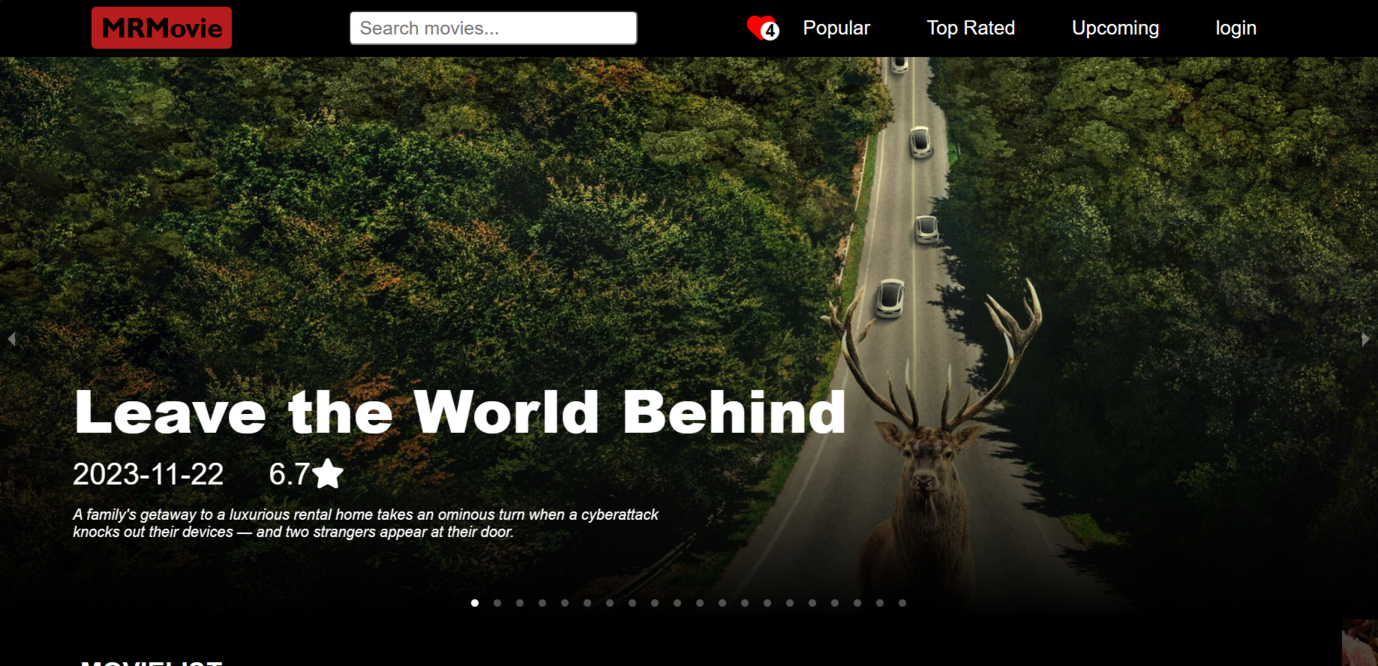 MRMovie
Search movies...
4
Popular
Top Rated
Upcoming
login
Leave the World Behind
2023-11-22 6.7
A family's getaway to a luxurious rental home takes an ominous turn when a cyberattack
knocks out their devices — and two strangers appear at their door.
MOVIELIST